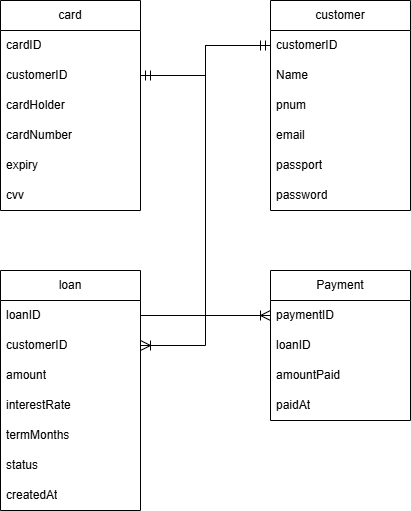 card
cardID
customerID
cardHolder
cardNumber
expiry
cvv
customer
customerID
Name
pnum
email
passport
password
loan
loanID
customerID
amount
interestRate
termMonths
status
createdAt
Payment
paymentID
loanID
amountPaid
paidAt